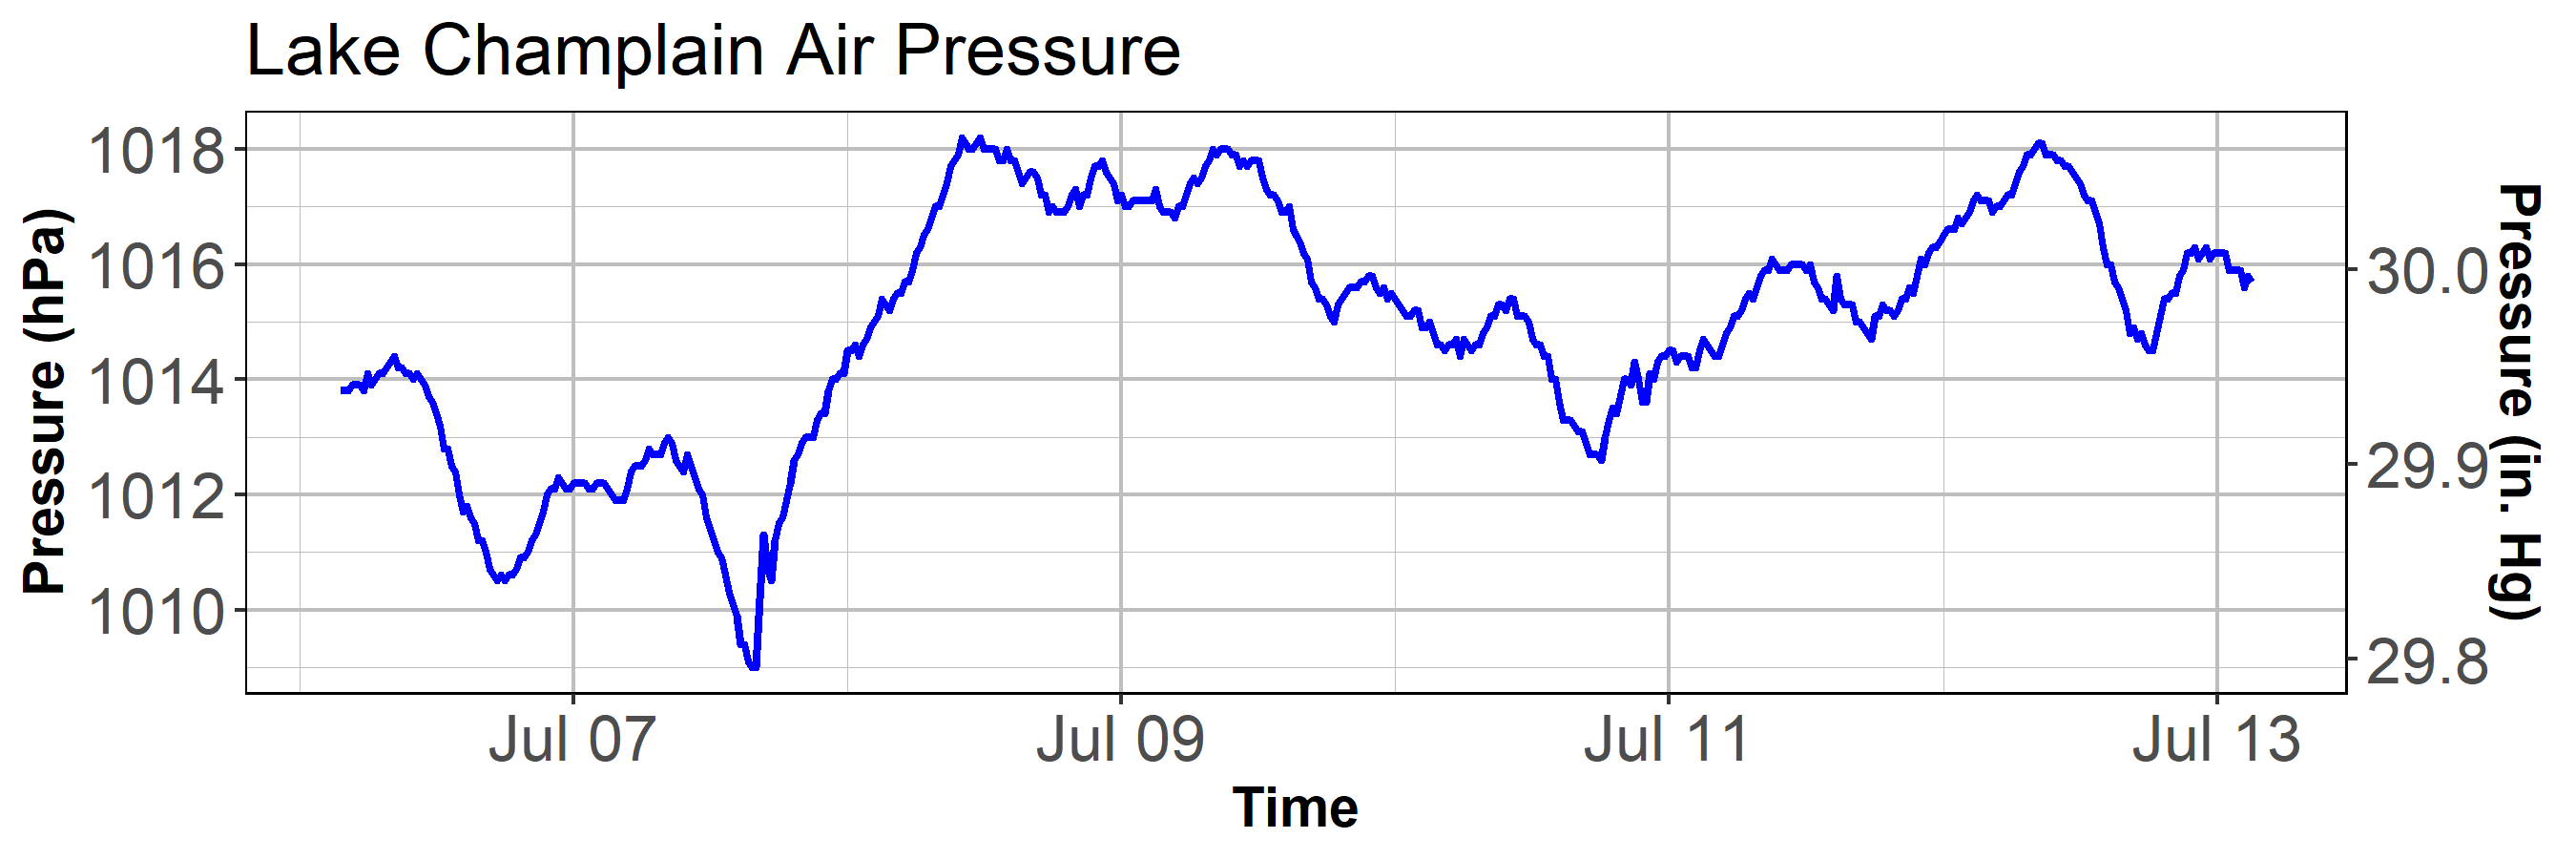 Lake Champlain Air Pressure
Pressure (hPa)
1018
1016
1014
1012
1010
30.0
29.9
29.8
Pressure (in. Hg)
Jul 07
Jul 09
Jul 11
Jul 13
Time